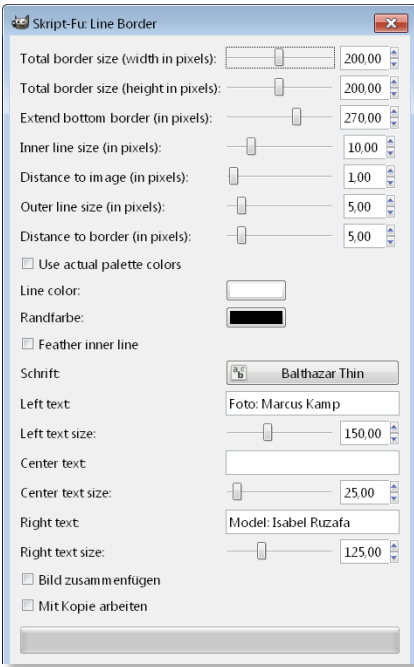 Skript-Fu: Line Border
Total border size (width in pixels): 200,00
Total border size (height in pixels): 200,00
Extend bottom border (in pixels): 270,00
Inner line size (in pixels): 10,00
Distance to image (in pixels): 1,00
Outer line size (in pixels): 5,00
Distance to border (in pixels): 5,00
Use actual palette colors
Line color:
Randfarbe:
Feather inner line
Schrift: a c b Balthazar Thin
Left text: Foto: Marcus Kamp
Left text size: 150,00
Center text:
Center text size: 25,00
Right text: Model: Isabel Ruzafa
Right text size: 125,00
Bild zusammenfügen
Mit Kopie arbeiten